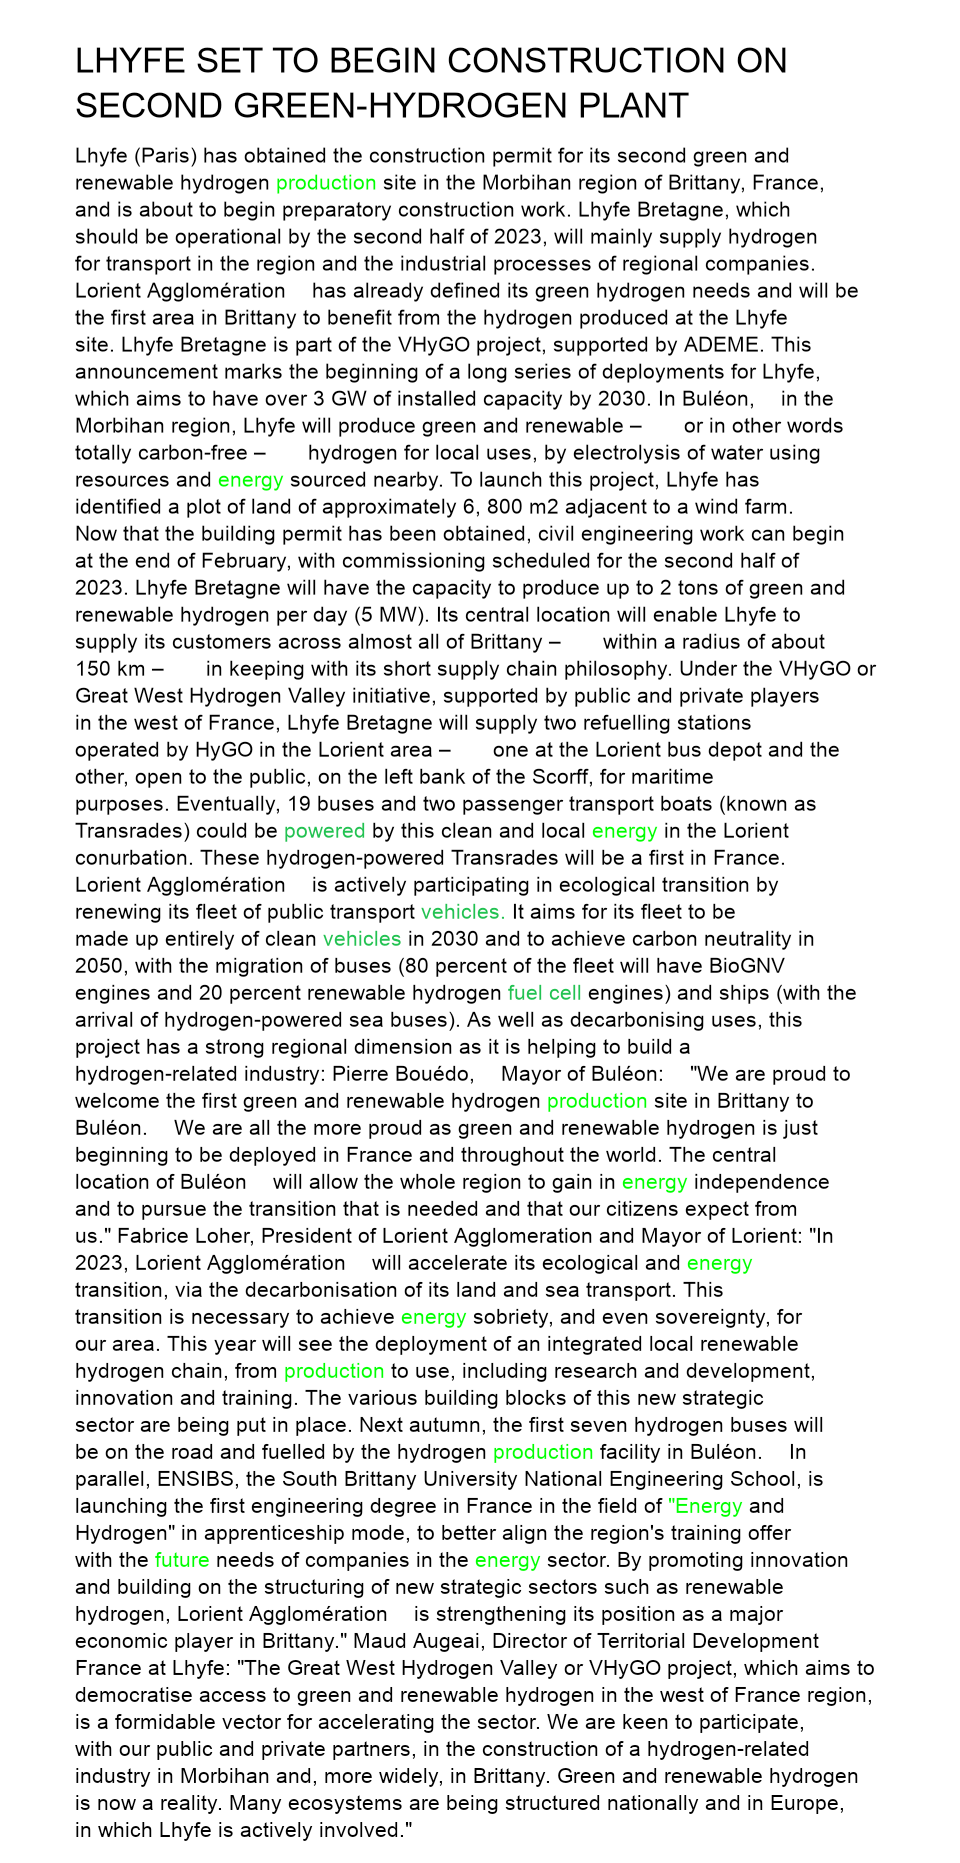 LHYFE SET TO BEGIN CONSTRUCTION ON
SECOND GREEN-HYDROGEN PLANT
Lhyfe (Paris) has obtained the construction permit for its second green and
renewable hydrogen production site in the Morbihan region of Brittany, France,
and is about to begin preparatory construction work. Lhyfe Bretagne, which
should be operational by the second half of 2023, will mainly supply hydrogen
for transport in the region and the industrial processes of regional companies.
Lorient Agglomération has already defined its green hydrogen needs and will be
the first area in Brittany to benefit from the hydrogen produced at the Lhyfe
site. Lhyfe Bretagne is part of the VHyGO project, supported by ADEME. This
announcement marks the beginning of a long series of deployments for Lhyfe,
which aims to have over 3 GW of installed capacity by 2030. In Buléon, in the
Morbihan region, Lhyfe will produce green and renewable – or in other words
totally carbon-free – hydrogen for local uses, by electrolysis of water using
resources and energy sourced nearby. To launch this project, Lhyfe has
identified a plot of land of approximately 6, 800 m2 adjacent to a wind farm.
Now that the building permit has been obtained, civil engineering work can begin
at the end of February, with commissioning scheduled for the second half of
2023. Lhyfe Bretagne will have the capacity to produce up to 2 tons of green and
renewable hydrogen per day (5 MW). Its central location will enable Lhyfe to
supply its customers across almost all of Brittany – within a radius of about
150 km – in keeping with its short supply chain philosophy. Under the VHyGO or
Great West Hydrogen Valley initiative, supported by public and private players
in the west of France, Lhyfe Bretagne will supply two refuelling stations
operated by HyGO in the Lorient area – one at the Lorient bus depot and the
other, open to the public, on the left bank of the Scorff, for maritime
purposes. Eventually, 19 buses and two passenger transport boats (known as
Transrades) could be powered by this clean and local energy in the Lorient
conurbation. These hydrogen-powered Transrades will be a first in France.
Lorient Agglomération is actively participating in ecological transition by
renewing its fleet of public transport vehicles. It aims for its fleet to be
made up entirely of clean vehicles in 2030 and to achieve carbon neutrality in
2050, with the migration of buses (80 percent of the fleet will have BioGNV
engines and 20 percent renewable hydrogen fuel cell engines) and ships (with the
arrival of hydrogen-powered sea buses). As well as decarbonising uses, this
project has a strong regional dimension as it is helping to build a
hydrogen-related industry: Pierre Bouédo, Mayor of Buléon: "We are proud to
welcome the first green and renewable hydrogen production site in Brittany to
Buléon. We are all the more proud as green and renewable hydrogen is just
beginning to be deployed in France and throughout the world. The central
location of Buléon will allow the whole region to gain in energy independence
and to pursue the transition that is needed and that our citizens expect from
us." Fabrice Loher, President of Lorient Agglomeration and Mayor of Lorient: "In
2023, Lorient Agglomération will accelerate its ecological and energy
transition, via the decarbonisation of its land and sea transport. This
transition is necessary to achieve energy sobriety, and even sovereignty, for
our area. This year will see the deployment of an integrated local renewable
hydrogen chain, from production to use, including research and development,
innovation and training. The various building blocks of this new strategic
sector are being put in place. Next autumn, the first seven hydrogen buses will
be on the road and fuelled by the hydrogen production facility in Buléon. In
parallel, ENSIBS, the South Brittany University National Engineering School, is
launching the first engineering degree in France in the field of "Energy and
Hydrogen" in apprenticeship mode, to better align the region's training offer
with the future needs of companies in the energy sector. By promoting innovation
and building on the structuring of new strategic sectors such as renewable
hydrogen, Lorient Agglomération is strengthening its position as a major
economic player in Brittany." Maud Augeai, Director of Territorial Development
France at Lhyfe: "The Great West Hydrogen Valley or VHyGO project, which aims to
democratise access to green and renewable hydrogen in the west of France region,
is a formidable vector for accelerating the sector. We are keen to participate,
with our public and private partners, in the construction of a hydrogen-related
industry in Morbihan and, more widely, in Brittany. Green and renewable hydrogen
is now a reality. Many ecosystems are being structured nationally and in Europe,
in which Lhyfe is actively involved."